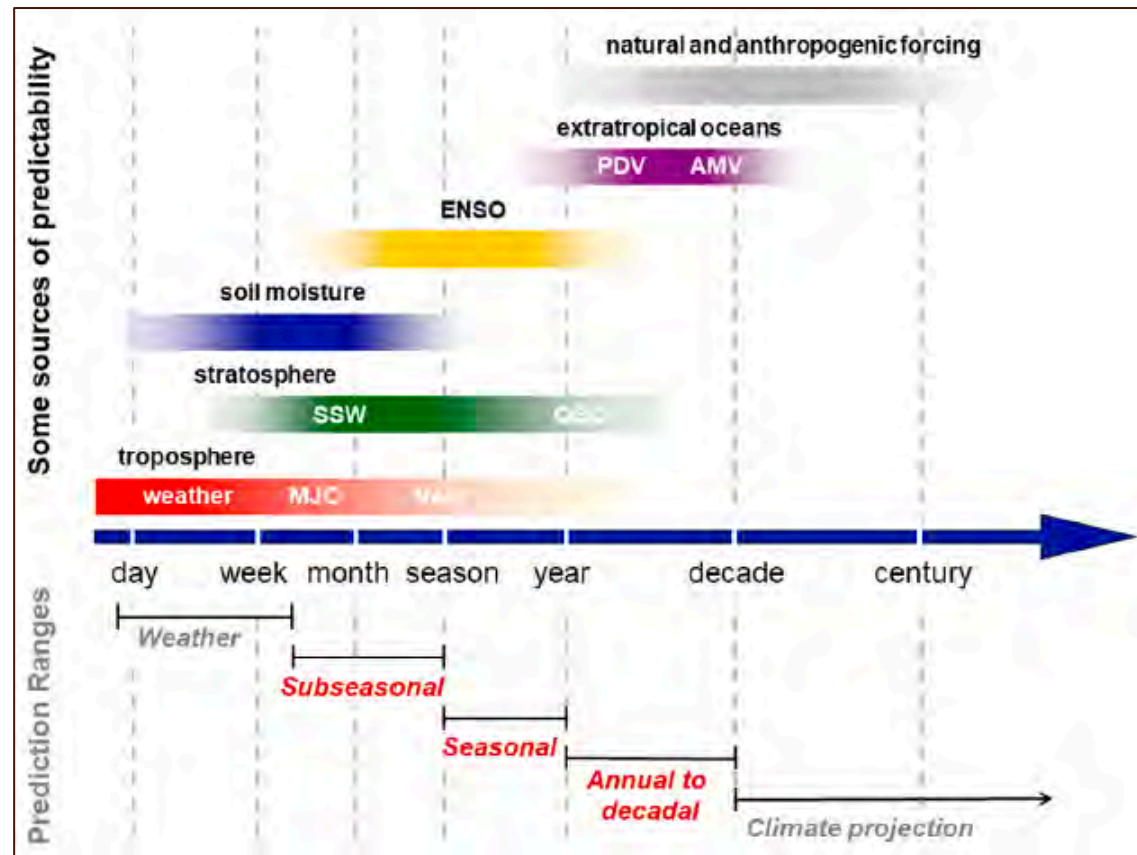 Some sources of predictability
natural and anthropogenic forcing
extratropical oceans
PDV AMV
ENSO
soil moisture
stratosphere
SSW
troposphere
weather
day week month season year decade century
Prediction Ranges
Weather
Subseasonal
Seasonal
Annual to
decadal
Climate projection